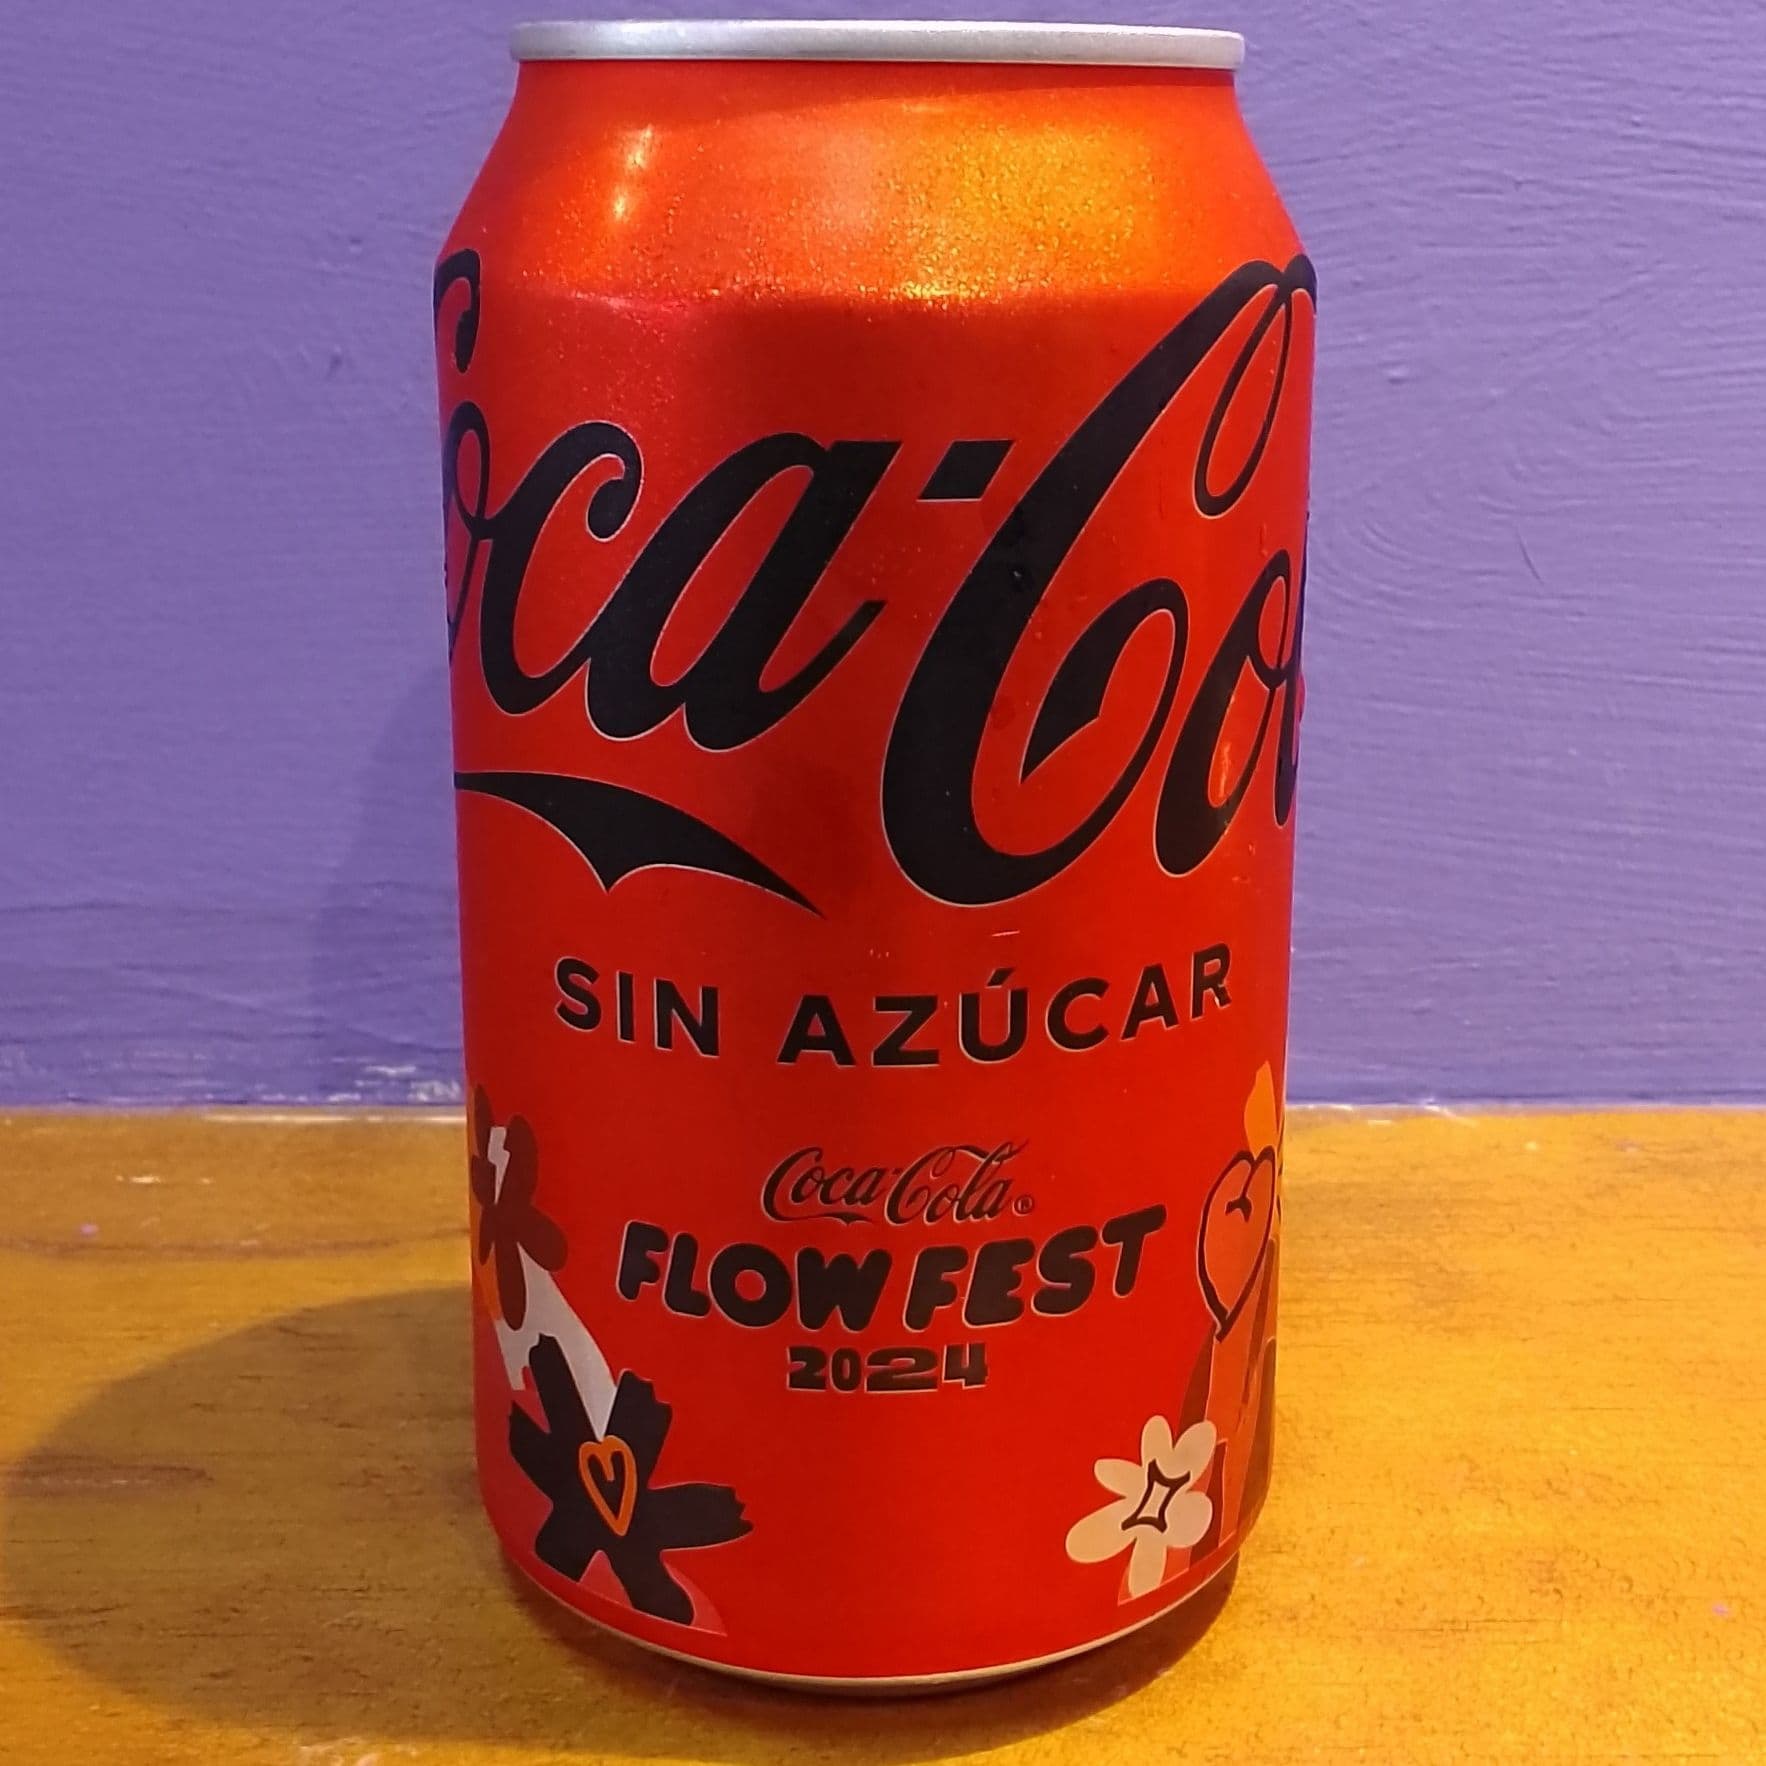 Coca-Cola
SIN AZÚCAR
Coca-Cola®
FLOW FEST
2024